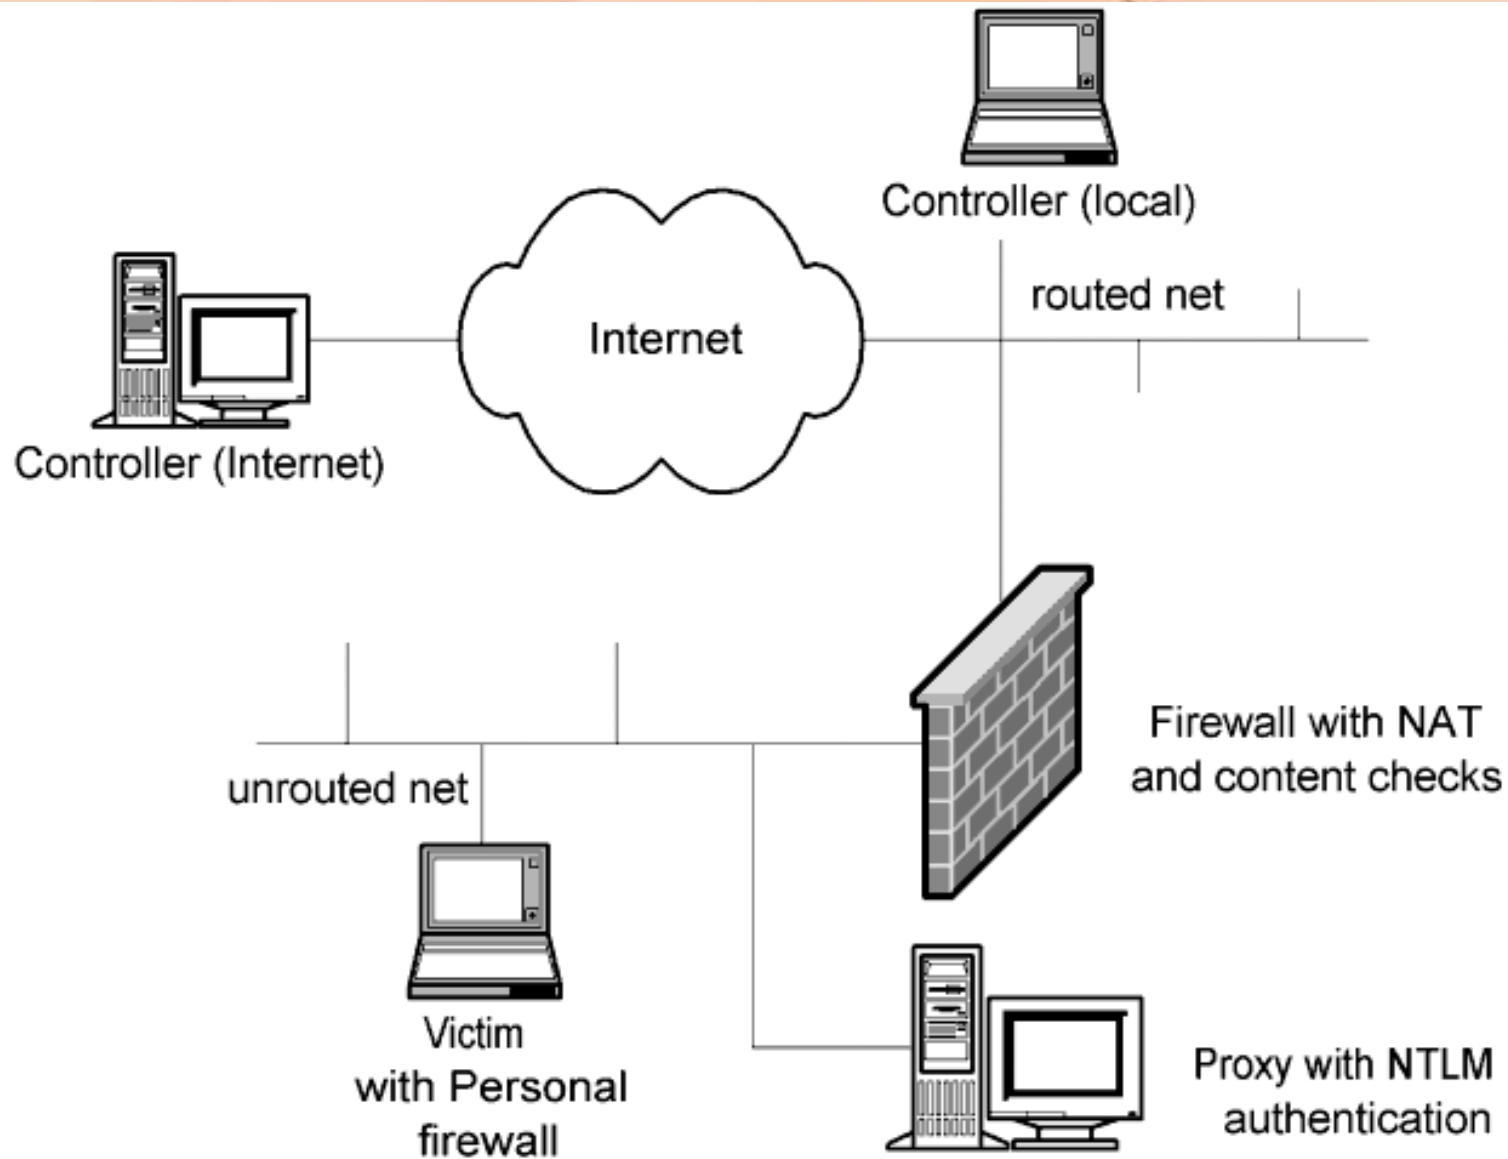 Controller (local)
routed net
Internet
Controller (Internet)
Firewall with NAT
and content checks
unrouted net
Victim
with Personal
firewall
Proxy with NTLM
authentication